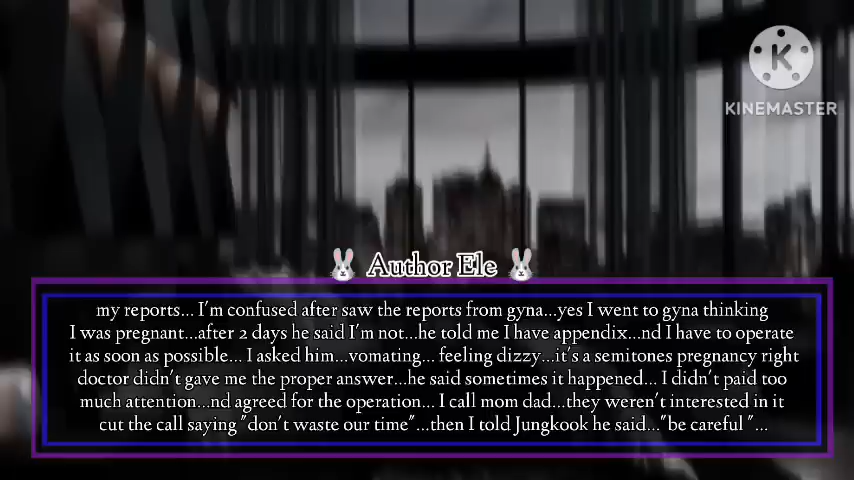 KINEMASTER
Author Ele
my reports... I'm confused after saw the reports from gyna...yes I went to gyna thinking
I was pregnant...after 2 days he said I'm not...he told me I have appendix...nd I have to operate
it as soon as possible... I asked him...vomating... feeling dizzy...it's a semitones pregnancy right
doctor didn't gave me the proper answer...he said sometimes it happened... I didn't paid too
much attention...nd agreed for the operation... I call mom dad...they weren't interested in it
cut the call saying "don't waste our time"...then I told Jungkook he said..."be careful "...